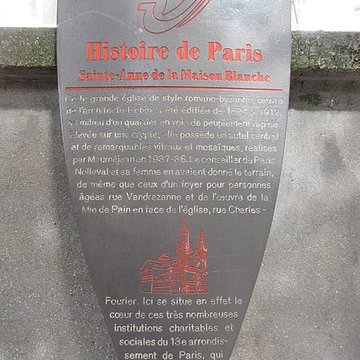 Histoire de Paris
Sainte-Anne de la Maison Blanche
Cette grande église de style romano-byzantin, œuvre
de l'architecte Bobin, a été édifiée de 1894 à 1912
au milieu d'un quartier en voie de peuplement rapide.
Élevée sur une crypte, elle possède un autel central
et de remarquables vitraux et mosaïques, réalisés
par Mauméjean en 1937-38. Le conseiller de Paris
Nolleval et sa femme en avaient donné le terrain,
de même que ceux d'un foyer pour personnes
âgées rue Vandrezanne et de l'œuvre de la
Mie de Pain en face de l'église, rue Charles-
Fourier. Ici se situe en effet le
cœur de ces très nombreuses
institutions charitables et
sociales du 13e arrondis-
sement de Paris, qui